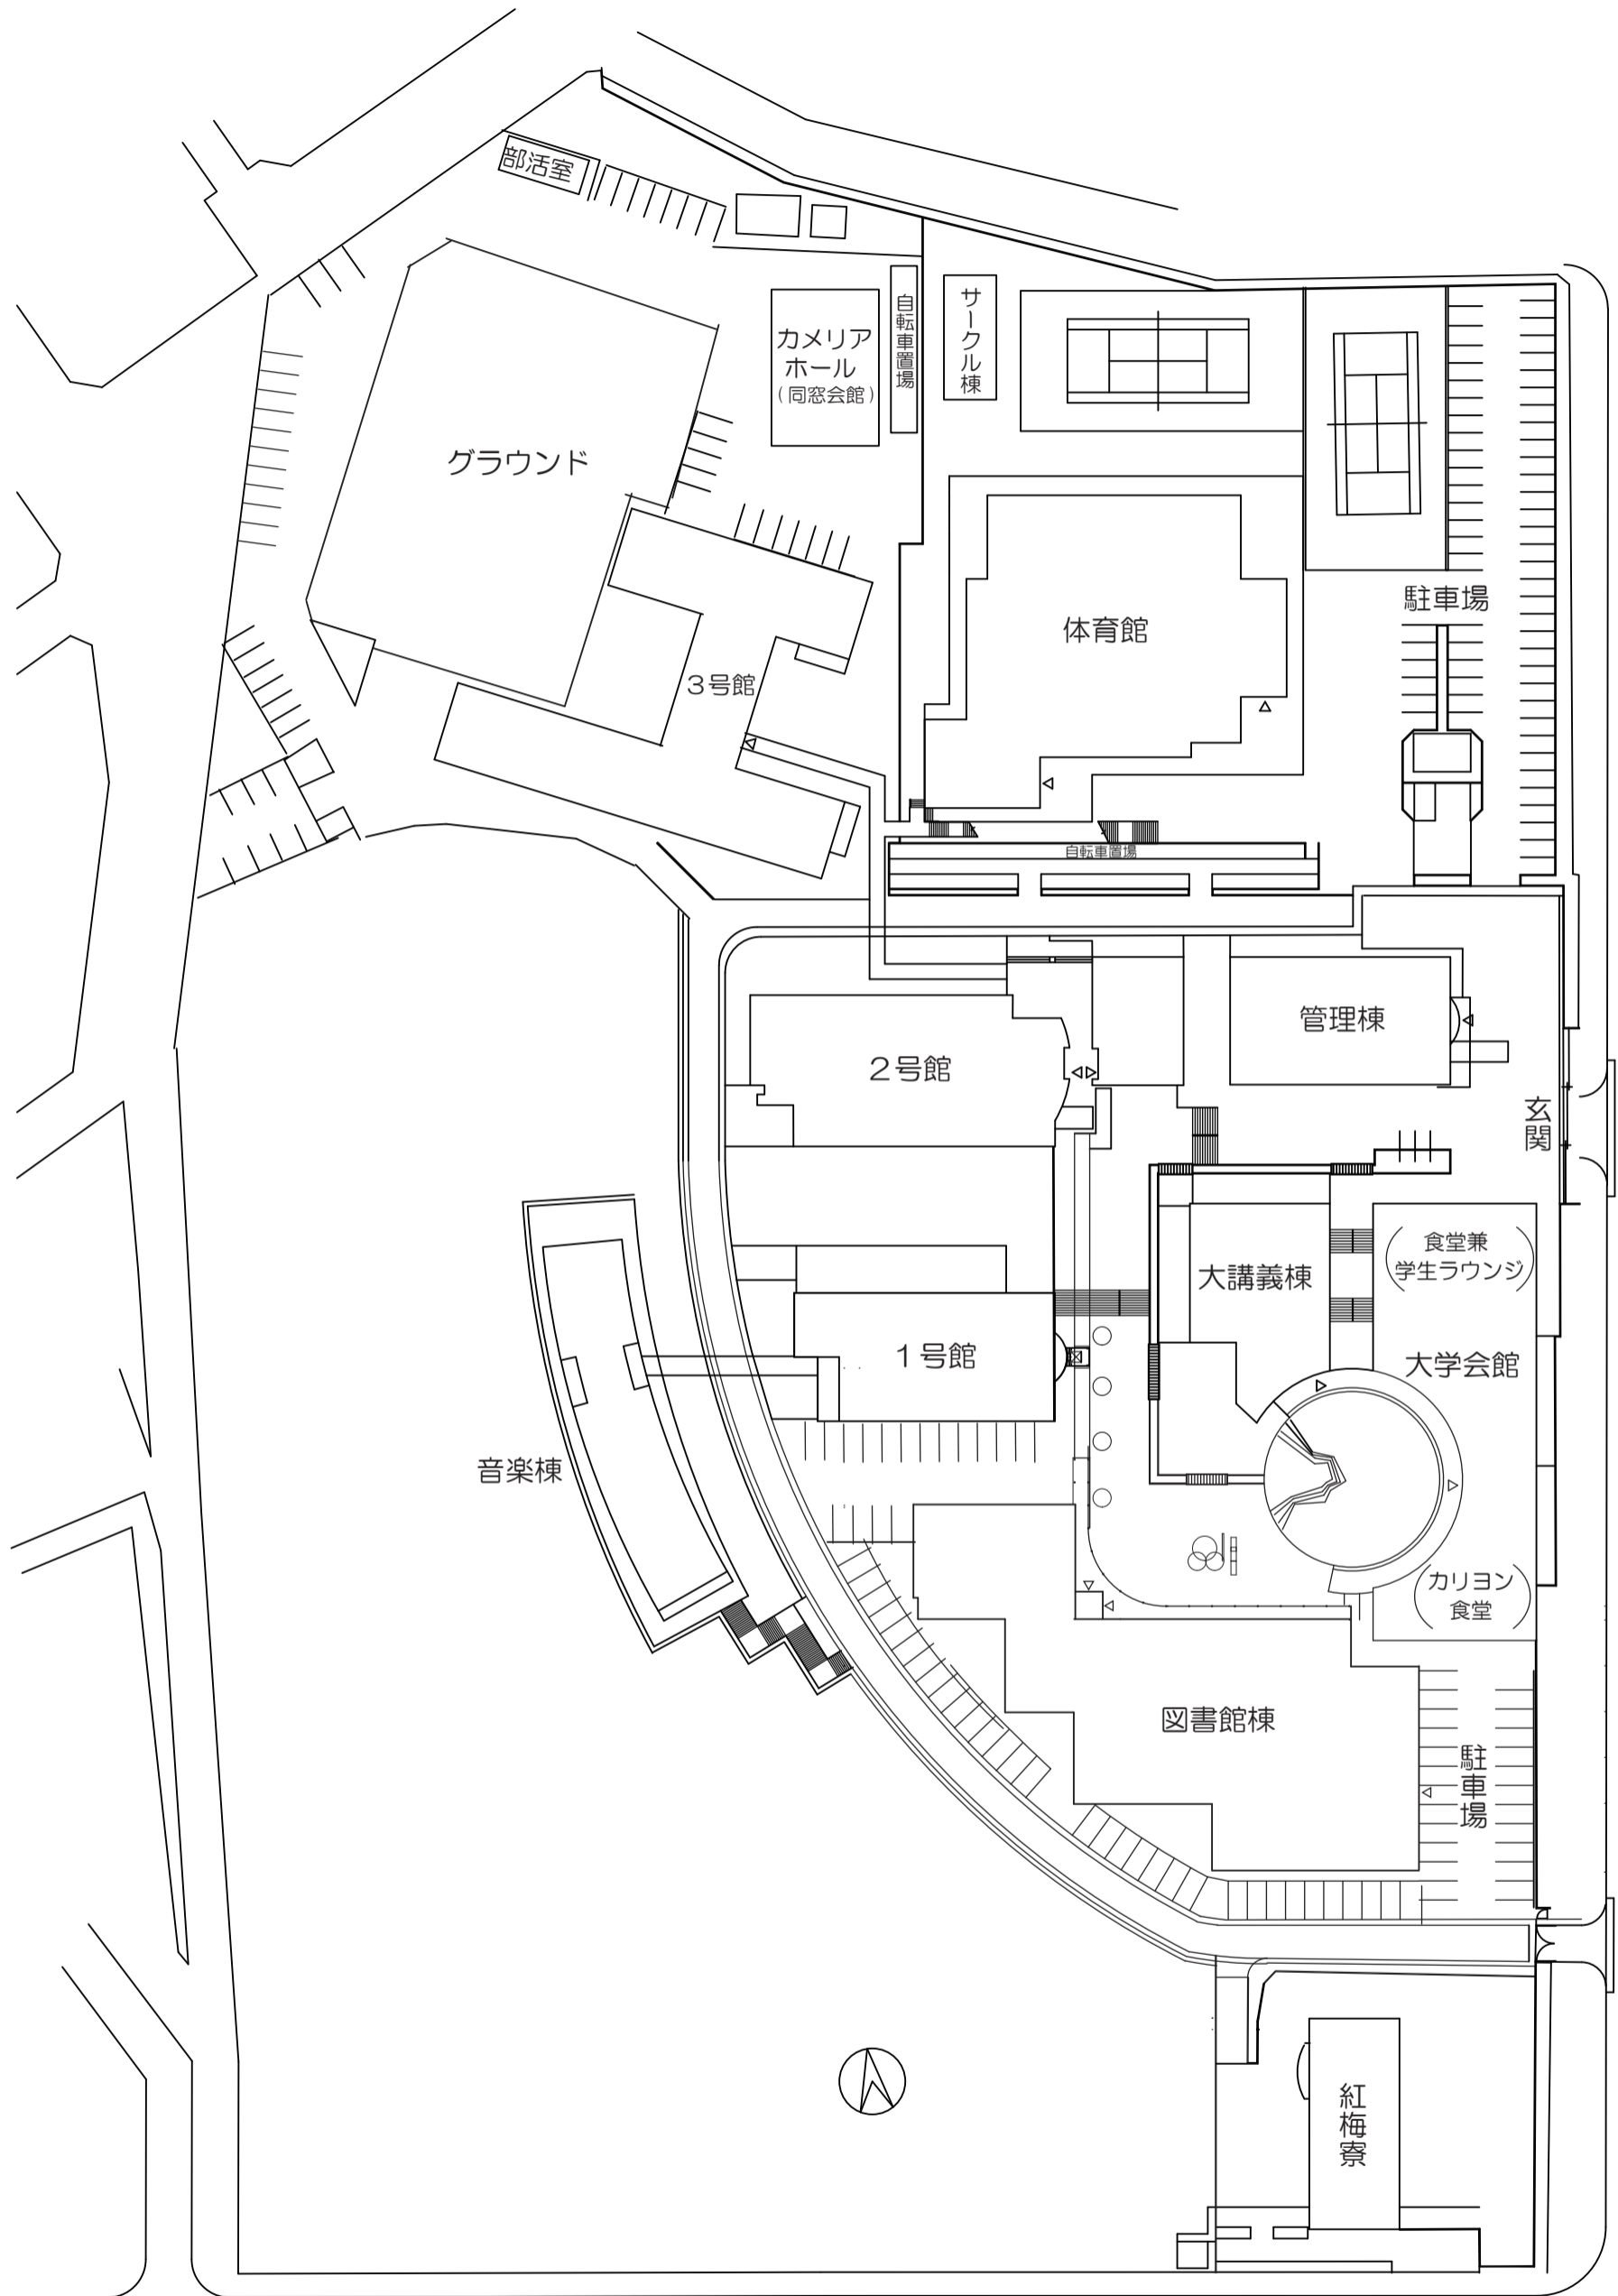 部活室
カメリア
ホール
(同窓会館)
自転車置場
サークル棟
グラウンド
体育館
駐車場
3号館
自転車置場
管理棟
2号館
玄関
食堂兼
学生ラウンジ
大講義棟
1号館
大学会館
音楽棟
カリヨン
食堂
図書館棟
駐車場
紅梅寮